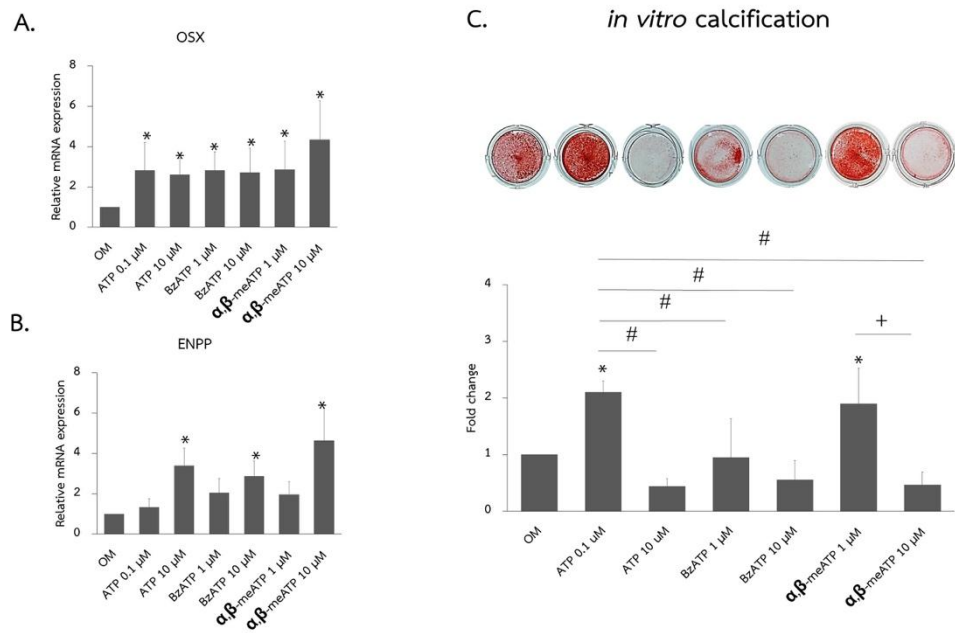 A.
OSX
Relative mRNA expression
8
6
4
2
0
*
*
*
*
*
*
OM
ATP 0.1 µM
ATP 10 µM
BzATP 1 µM
BzATP 10 µM
α,β-meATP 1 µM
α,β-meATP 10 µM
B.
ENPP
Relative mRNA expression
8
6
4
2
0
*
*
*
OM
ATP 0.1 µM
ATP 10 µM
BzATP 1 µM
BzATP 10 µM
α,β-meATP 1 µM
α,β-meATP 10 µM
C.
in vitro calcification
#
#
#
#
+
*
*
Fold change
4
3
2
1
0
OM
ATP 0.1 uM
ATP 10 uM
BzATP 1 µM
BzATP 10 µM
α,β-meATP 1 µM
α,β-meATP 10 µM